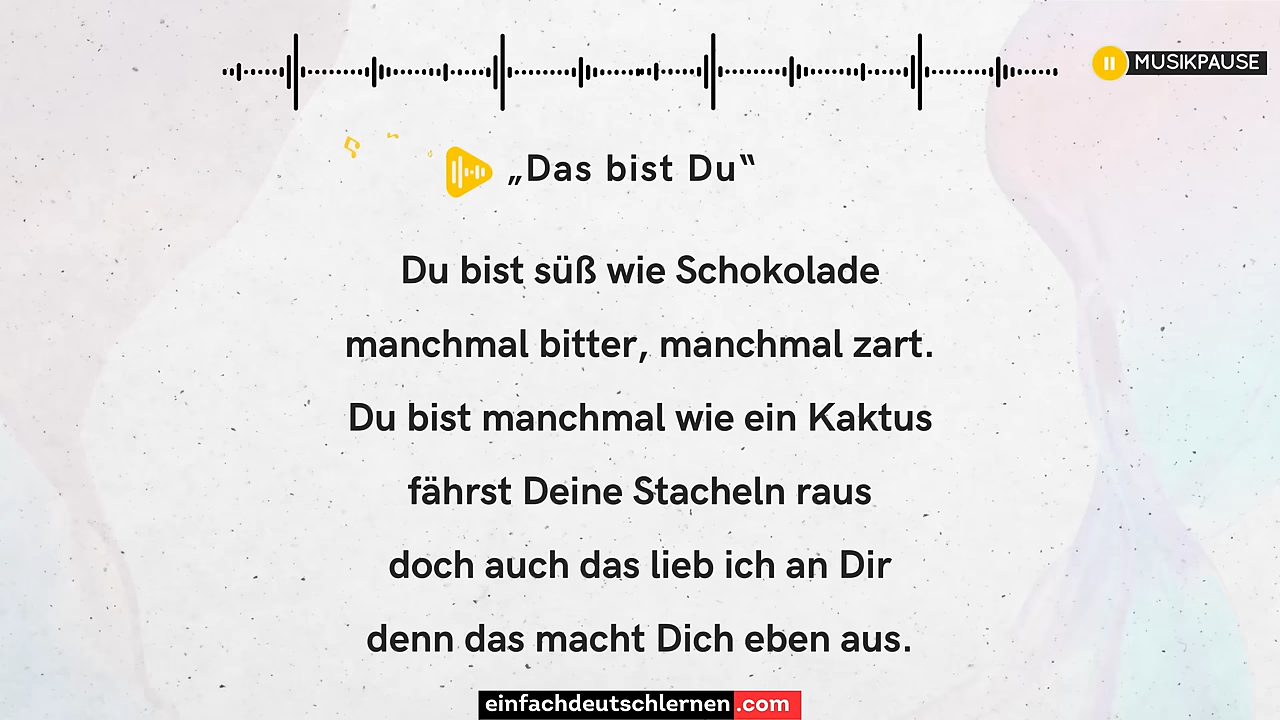 MUSIKPAUSE
„Das bist Du“
Du bist süß wie Schokolade
manchmal bitter, manchmal zart.
Du bist manchmal wie ein Kaktus
fährst Deine Stacheln raus
doch auch das lieb ich an Dir
denn das macht Dich eben aus.
einfachdeutschlernen.com